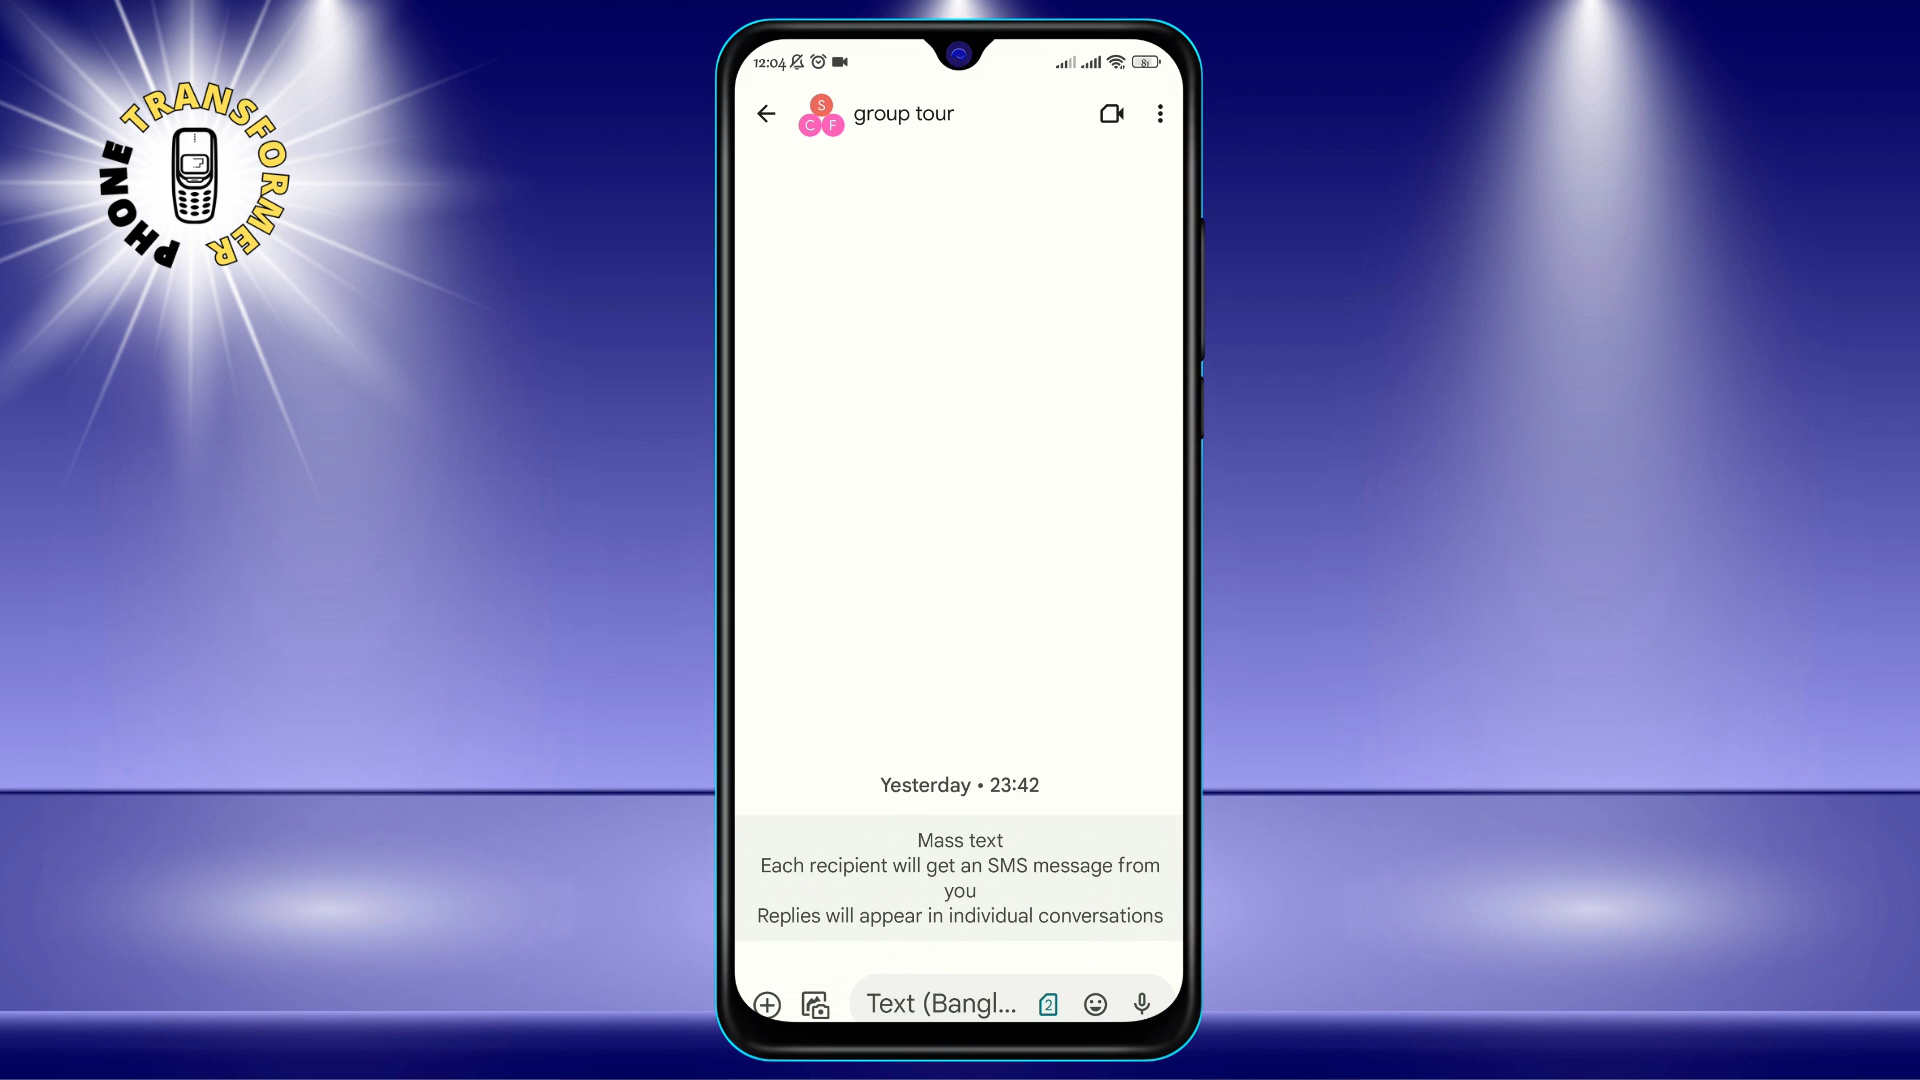 PHONE TRANSFORMER
12:04
81
S
C F
group tour
Yesterday • 23:42
Mass text
Each recipient will get an SMS message from
you
Replies will appear in individual conversations
Text (Bangl...
2